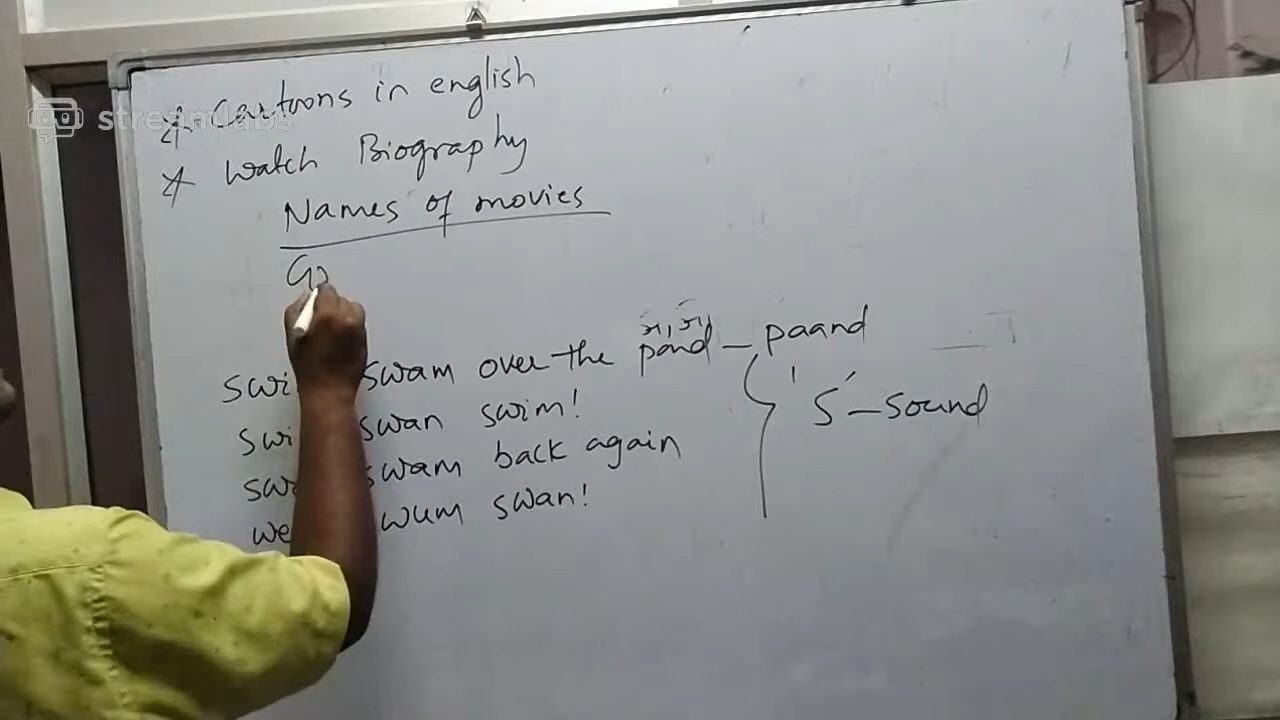 streamlabs
* Cartoons in english
* Watch Biography
Names of movies
swam over the pond – paand
swan swim!
'S' – sound
swam back again
swan!